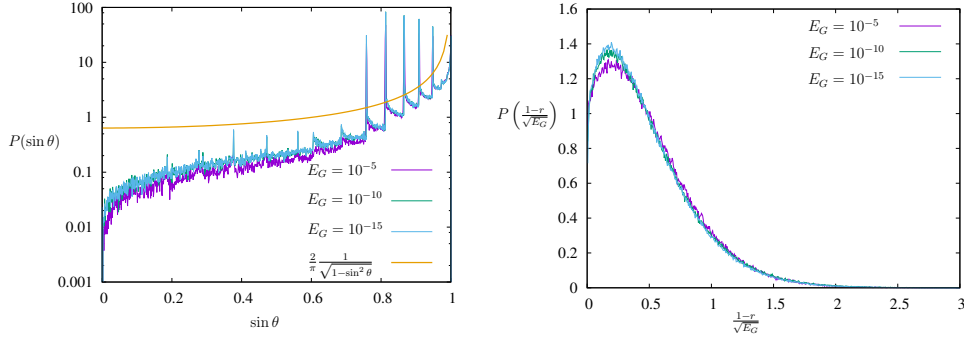 100
10
1
0.1
0.01
0.001
P(sin θ)
E_G = 10^{-5}
E_G = 10^{-10}
E_G = 10^{-15}
\frac{2}{\pi} \frac{1}{\sqrt{1-\sin^2 θ}}
0 0.2 0.4 0.6 0.8 1
sin θ
1.6
1.4
1.2
1
0.8
0.6
0.4
0.2
0
P\left(\frac{1-r}{\sqrt{E_G}}\right)
E_G = 10^{-5}
E_G = 10^{-10}
E_G = 10^{-15}
0 0.5 1 1.5 2 2.5 3
\frac{1-r}{\sqrt{E_G}}